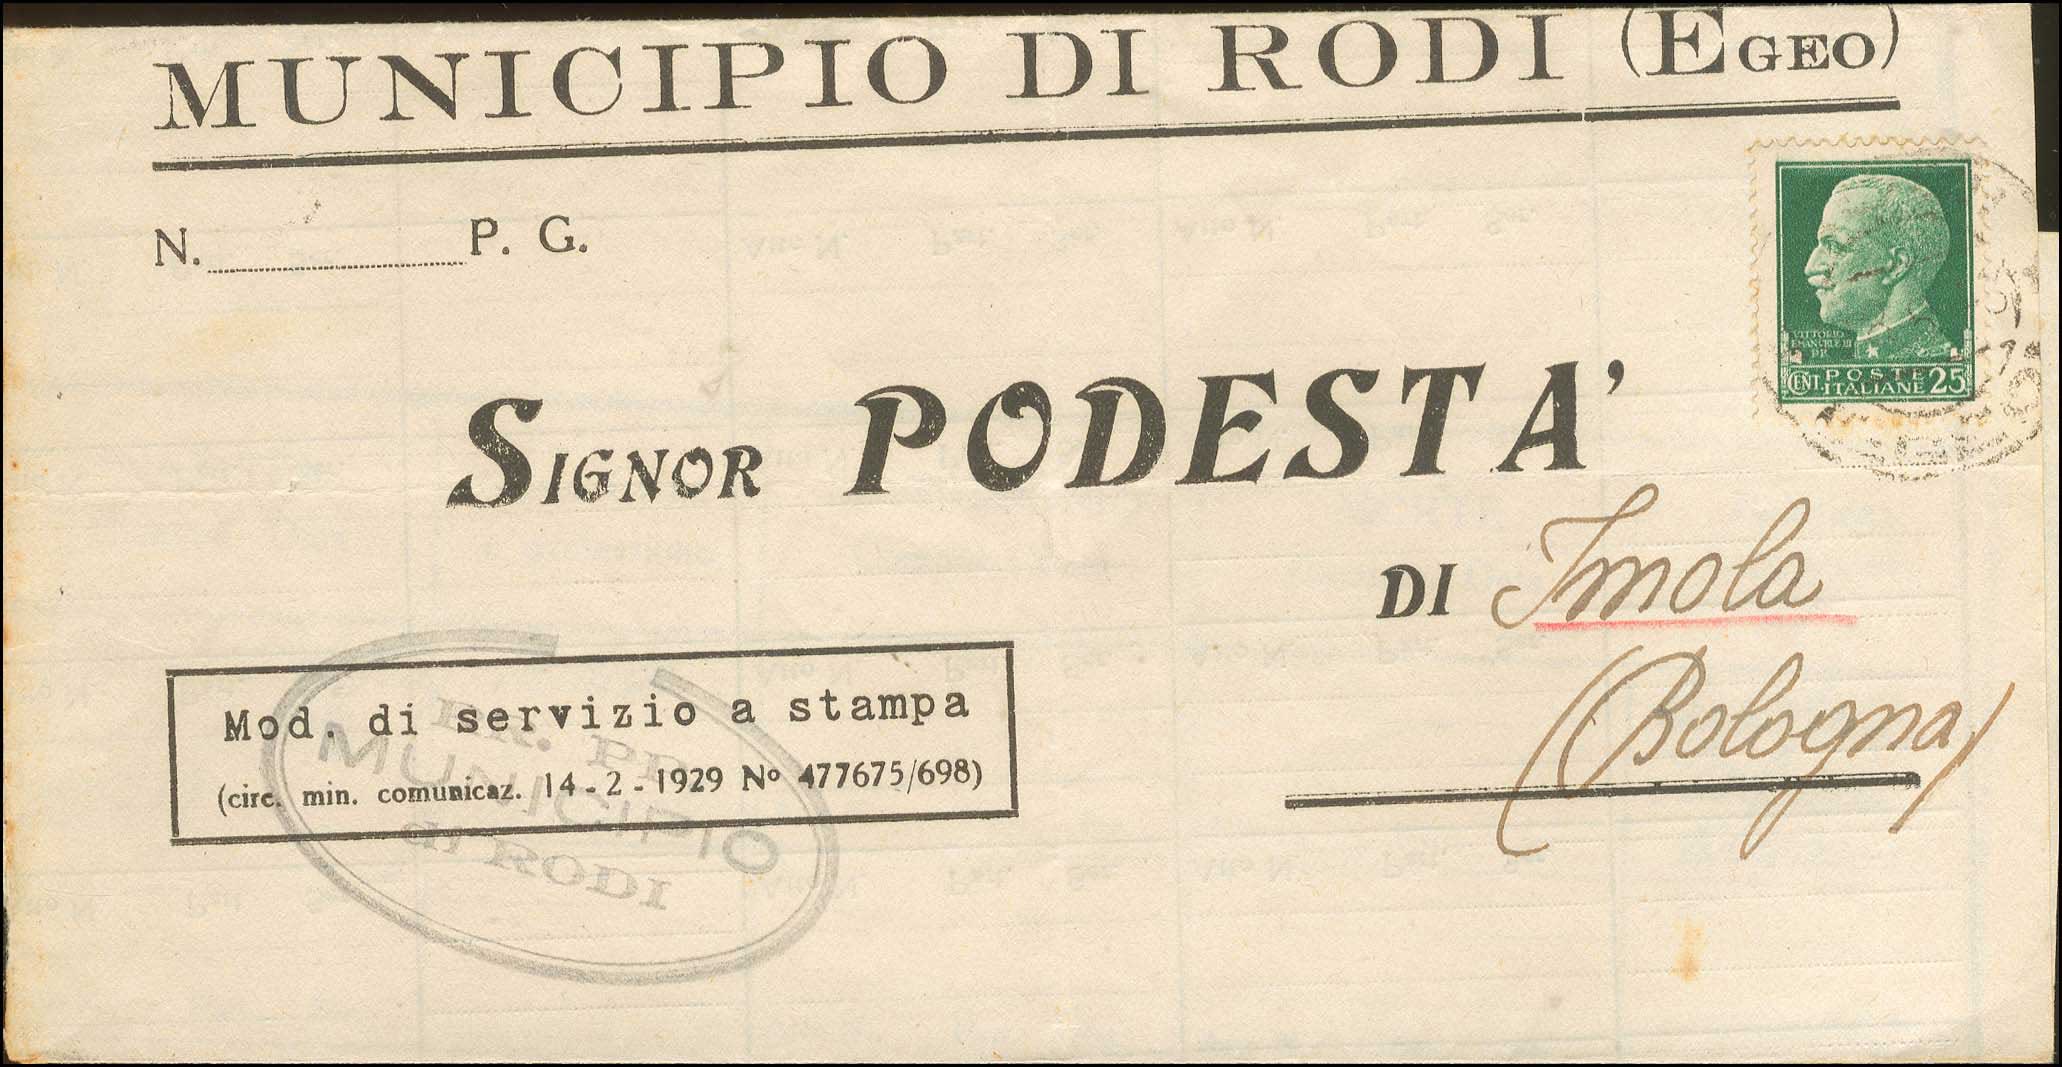 MUNICIPIO DI RODI (EGEO)
N. P. G.
VITTORIO
EMANUELE III
CENT. POSTE ITALIANE 25
SIGNOR PODESTA'
DI Imola
(Bologna)
Mod. di servizio a stampa
(circ. min. comunicaz. 14-2-1929 Nº 477675/698)
MUNICIPIO
di RODI